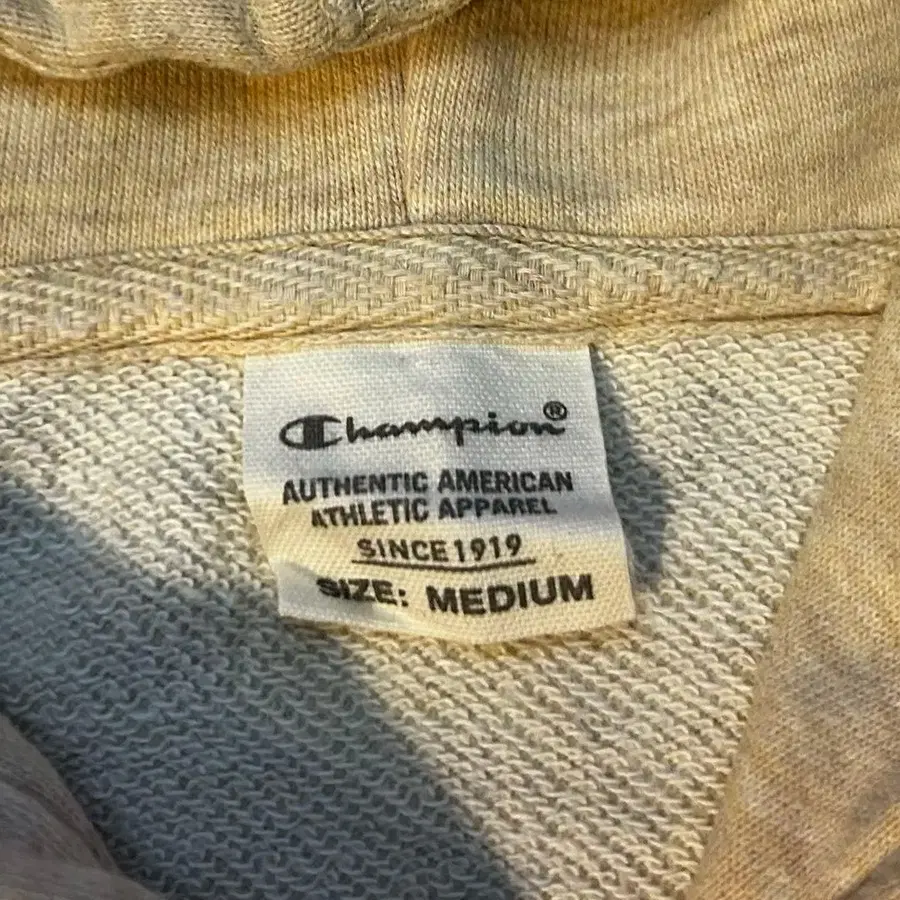 Champion®
AUTHENTIC AMERICAN
ATHLETIC APPAREL
SINCE 1919
SIZE: MEDIUM